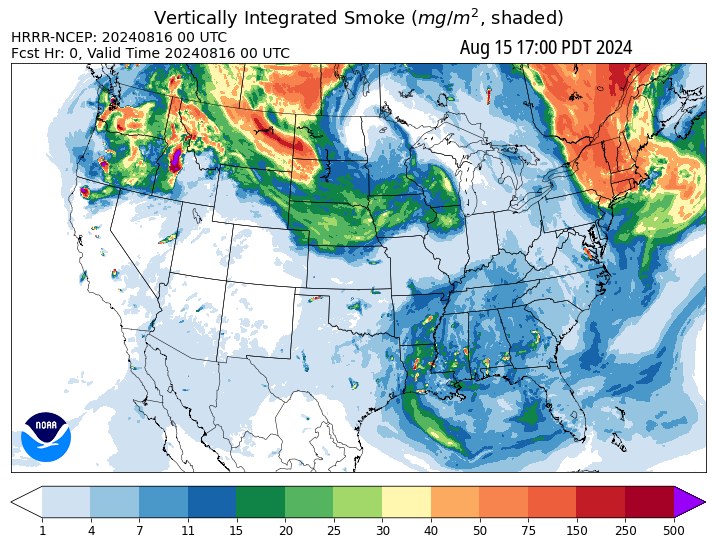 Vertically Integrated Smoke (mg/m², shaded)
HRRR-NCEP: 20240816 00 UTC
Fcst Hr: 0, Valid Time 20240816 00 UTC
Aug 15 17:00 PDT 2024
NOAA
1 4 7 11 15 20 25 30 40 50 75 150 250 500